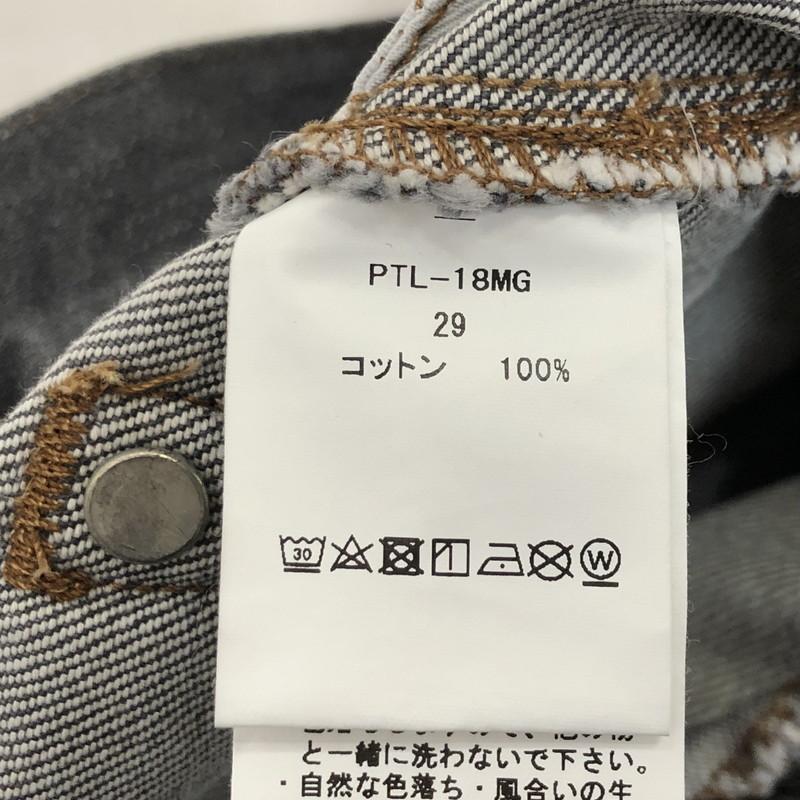 PTL-18MG
29
コットン 100%
30
W
と一緒に洗わないで下さい。
・自然な色落ち・風合いの生